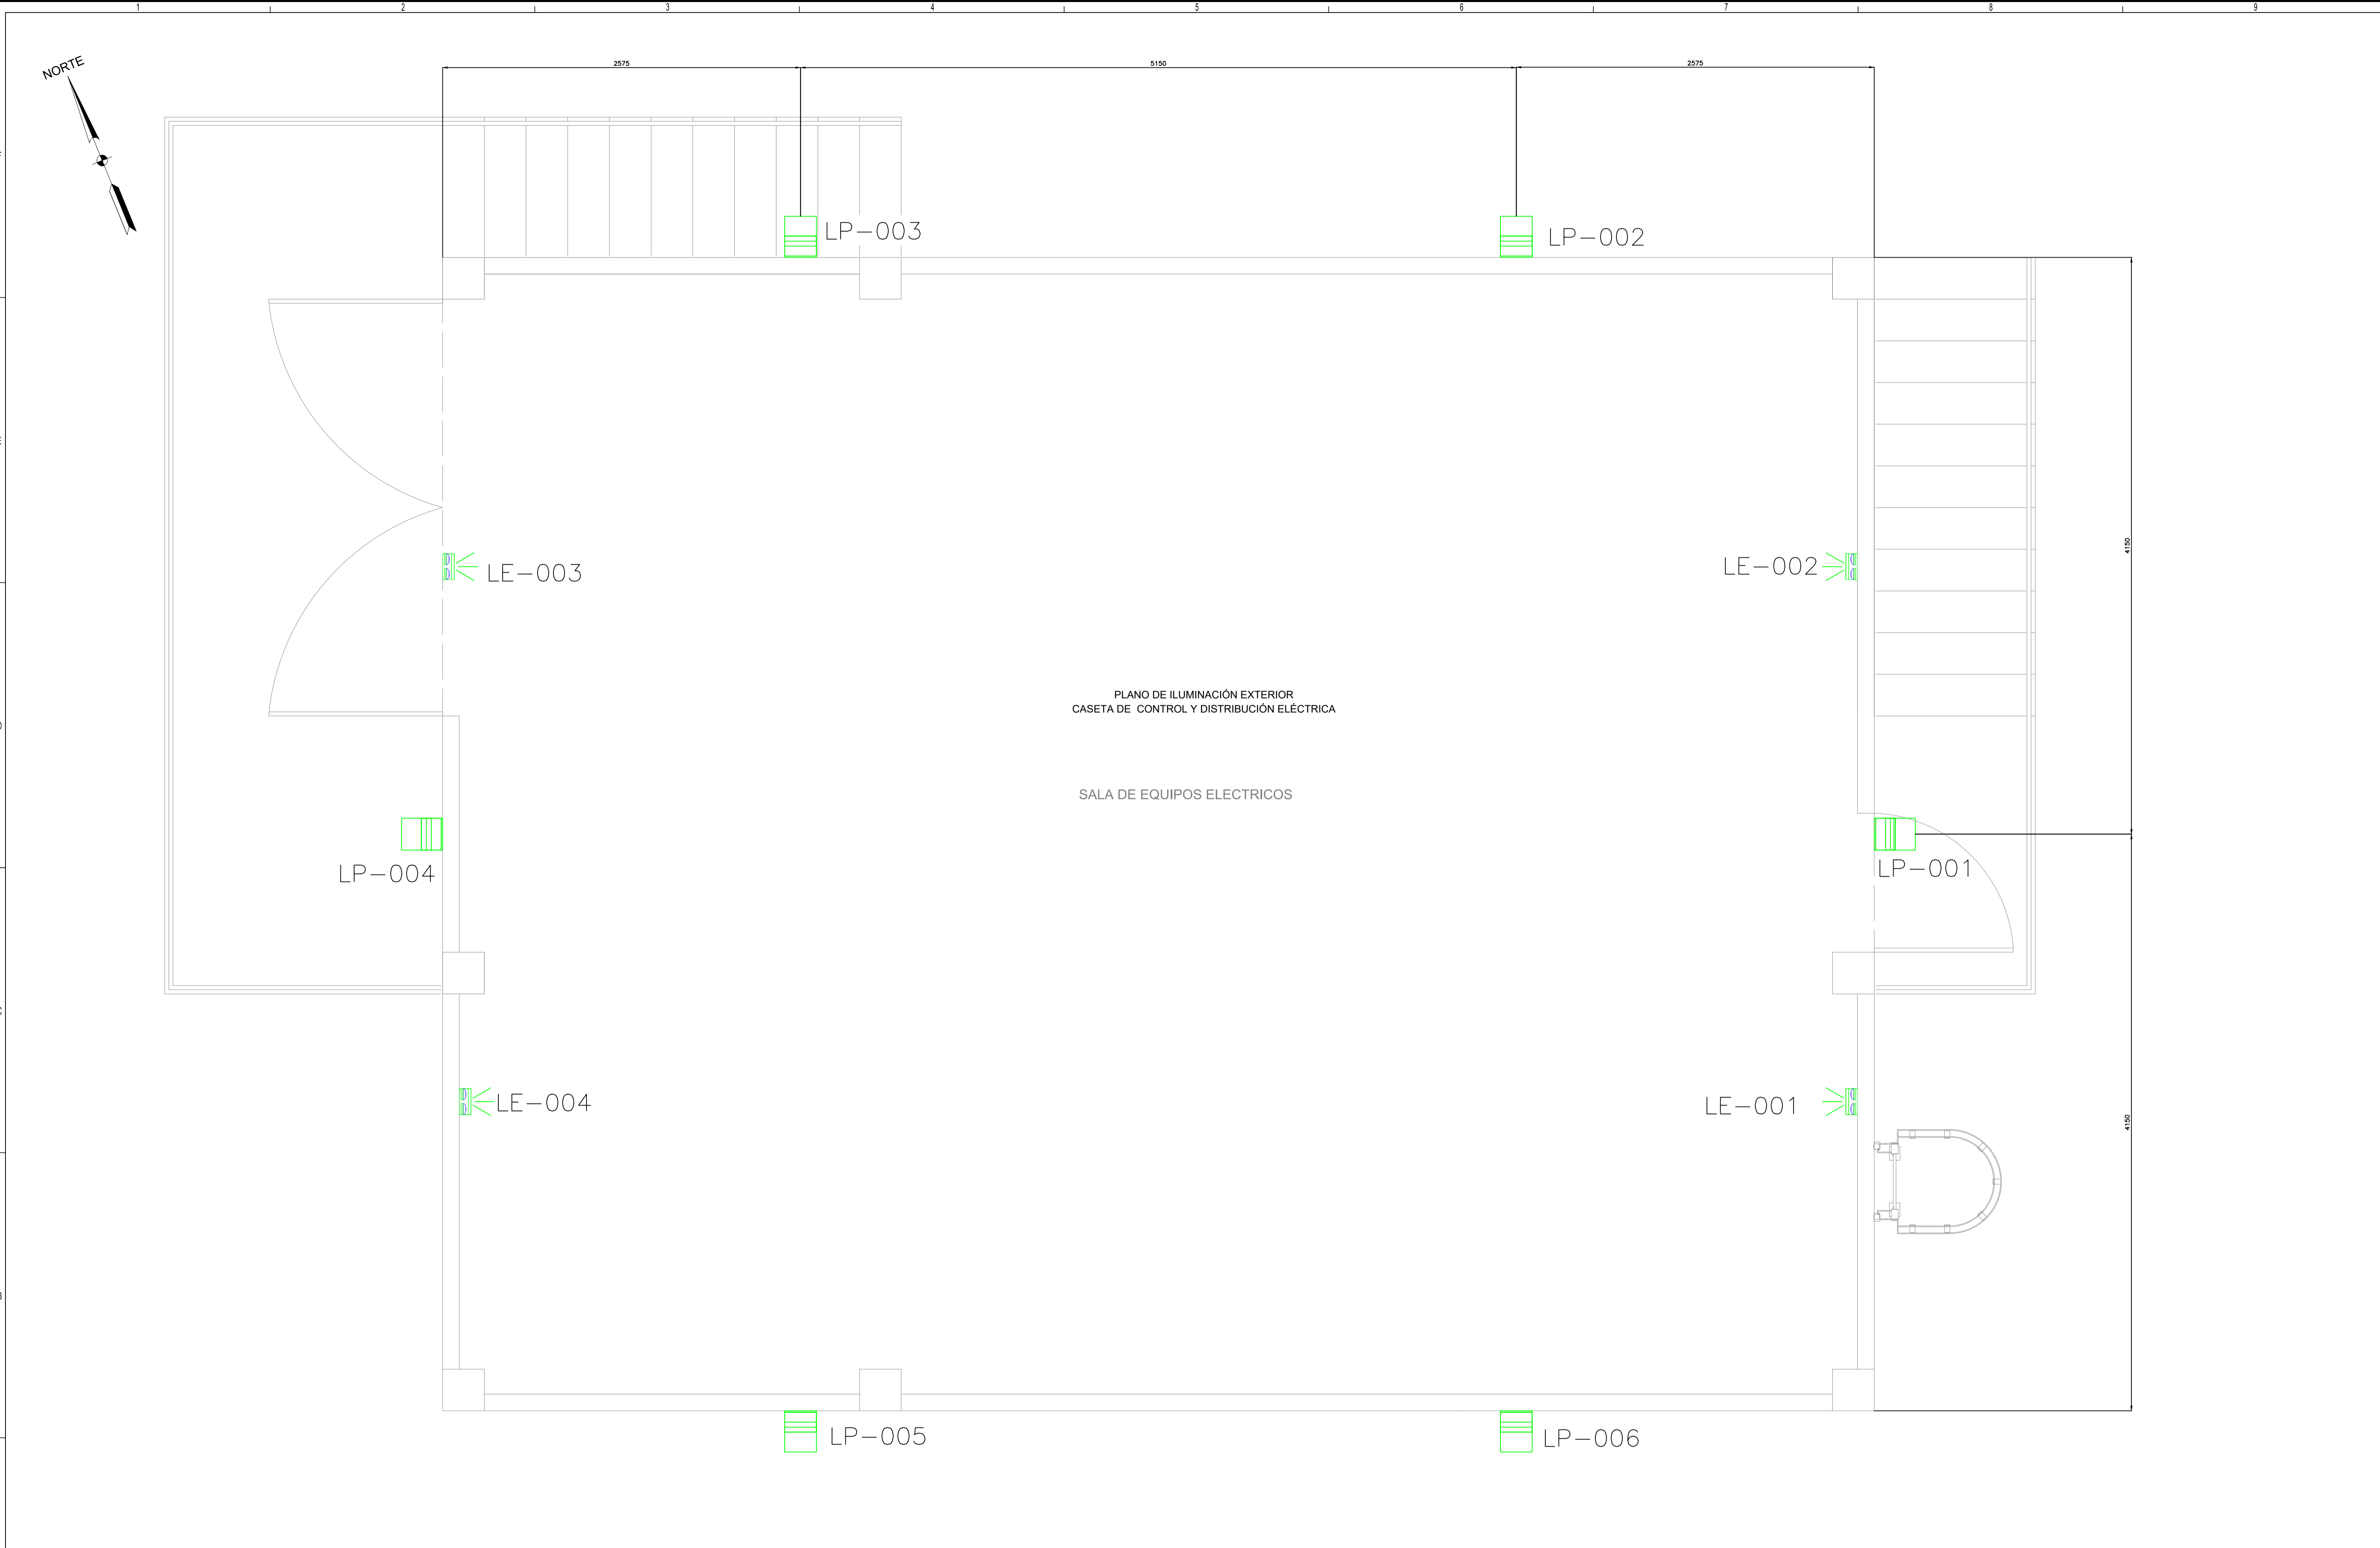 1 2 3 4 5 6 7 8 9
NORTE
2575 5150 2575
LP-003
LP-002
4150
LE-003
LE-002
PLANO DE ILUMINACIÓN EXTERIOR
CASETA DE CONTROL Y DISTRIBUCIÓN ELÉCTRICA
SALA DE EQUIPOS ELECTRICOS
LP-004
LP-001
LE-004
LE-001
4150
LP-005
LP-006